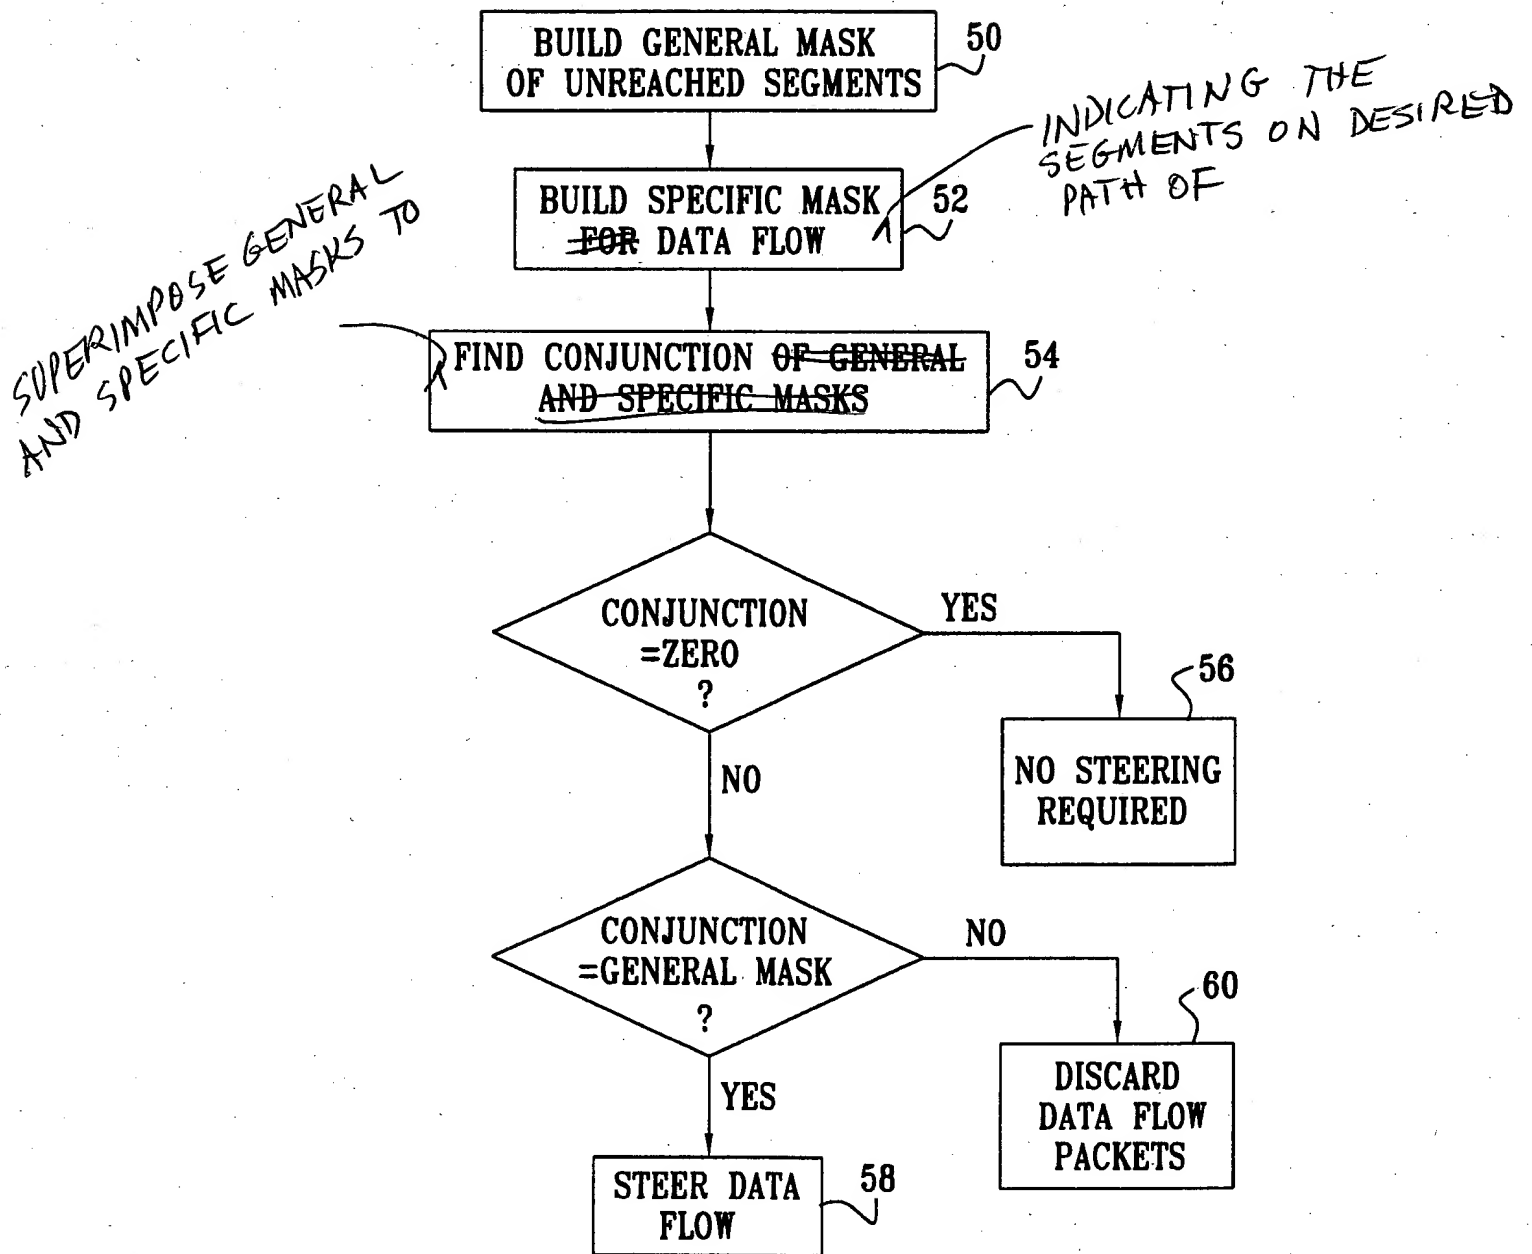 BUILD GENERAL MASK
OF UNREACHED SEGMENTS
50
INDICATING THE
SEGMENTS ON DESIRED
PATH OF
BUILD SPECIFIC MASK
FOR DATA FLOW
52
SUPERIMPOSE GENERAL
AND SPECIFIC MASKS TO
FIND CONJUNCTION OF GENERAL
AND SPECIFIC MASKS
54
CONJUNCTION
=ZERO
?
YES
56
NO STEERING
REQUIRED
NO
CONJUNCTION
=GENERAL MASK
?
NO
60
DISCARD
DATA FLOW
PACKETS
YES
STEER DATA
FLOW
58